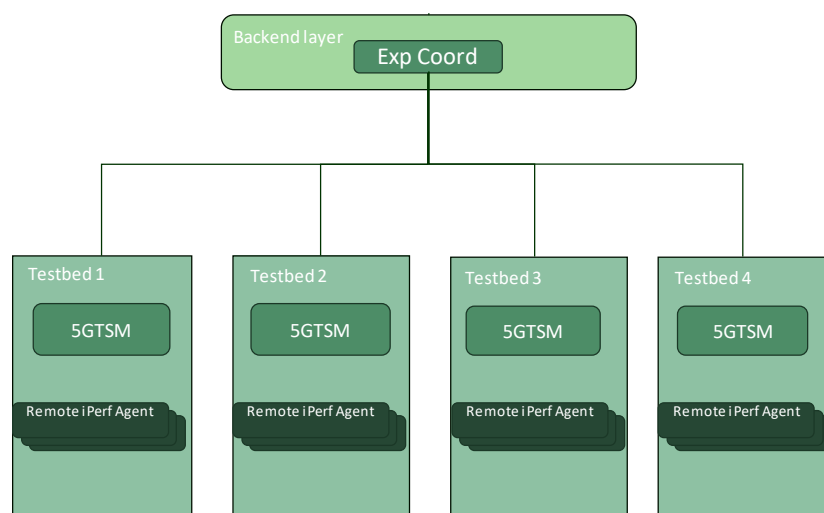 Backend layer
Exp Coord
Testbed 1
Testbed 2
Testbed 3
Testbed 4
5GTSM
5GTSM
5GTSM
5GTSM
Remote iPerf Agent
Remote iPerf Agent
Remote iPerf Agent
Remote iPerf Agent